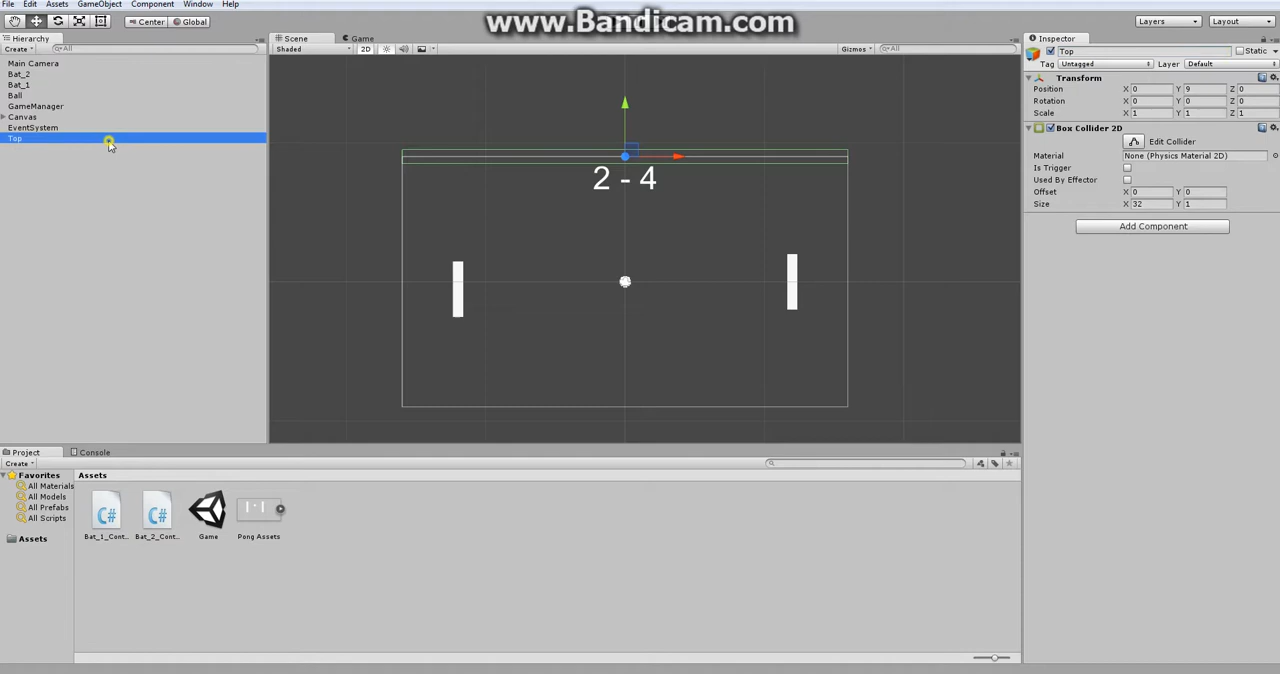 File Edit Assets GameObject Component Window Help
www.Bandicam.com
Center Global Layers Layout
Hierarchy
Create All
Main Camera
Bat_2
Bat_1
Ball
GameManager
Canvas
EventSystem
Top
Scene Game
Shaded 2D Gizmos All
2 - 4
Inspector
Top Static
Tag Untagged Layer Default
Transform
Position X 0 Y 9 Z 0
Rotation X 0 Y 0 Z 0
Scale X 1 Y 1 Z 1
Box Collider 2D
Edit Collider
Material None (Physics Material 2D)
Is Trigger
Used By Effector
Offset X 0 Y 0
Size X 32 Y 1
Add Component
Project Console
Create
Favorites
All Materials
All Models
All Prefabs
All Scripts
Assets
Assets
C# C#
Bat_1_Cont... Bat_2_Cont... Game Pong Assets